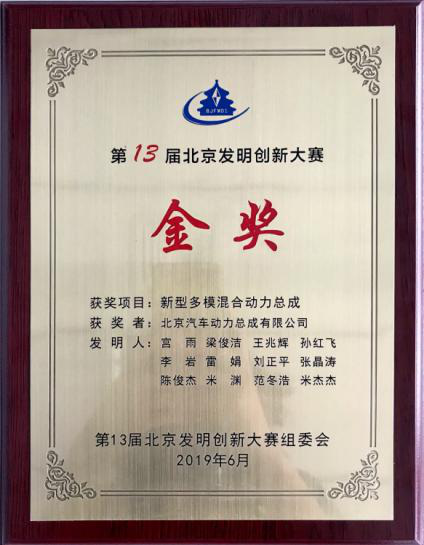 BJFMDS
第13届北京发明创新大赛
金奖
获奖项目：新型多模混合动力总成
获奖者：北京汽车动力总成有限公司
发明人：宫雨 梁俊洁 王兆辉 孙红飞
李岩 雷娟 刘正平 张晶涛
陈俊杰 米渊 范冬浩 米杰杰
第13届北京发明创新大赛组委会
2019年6月